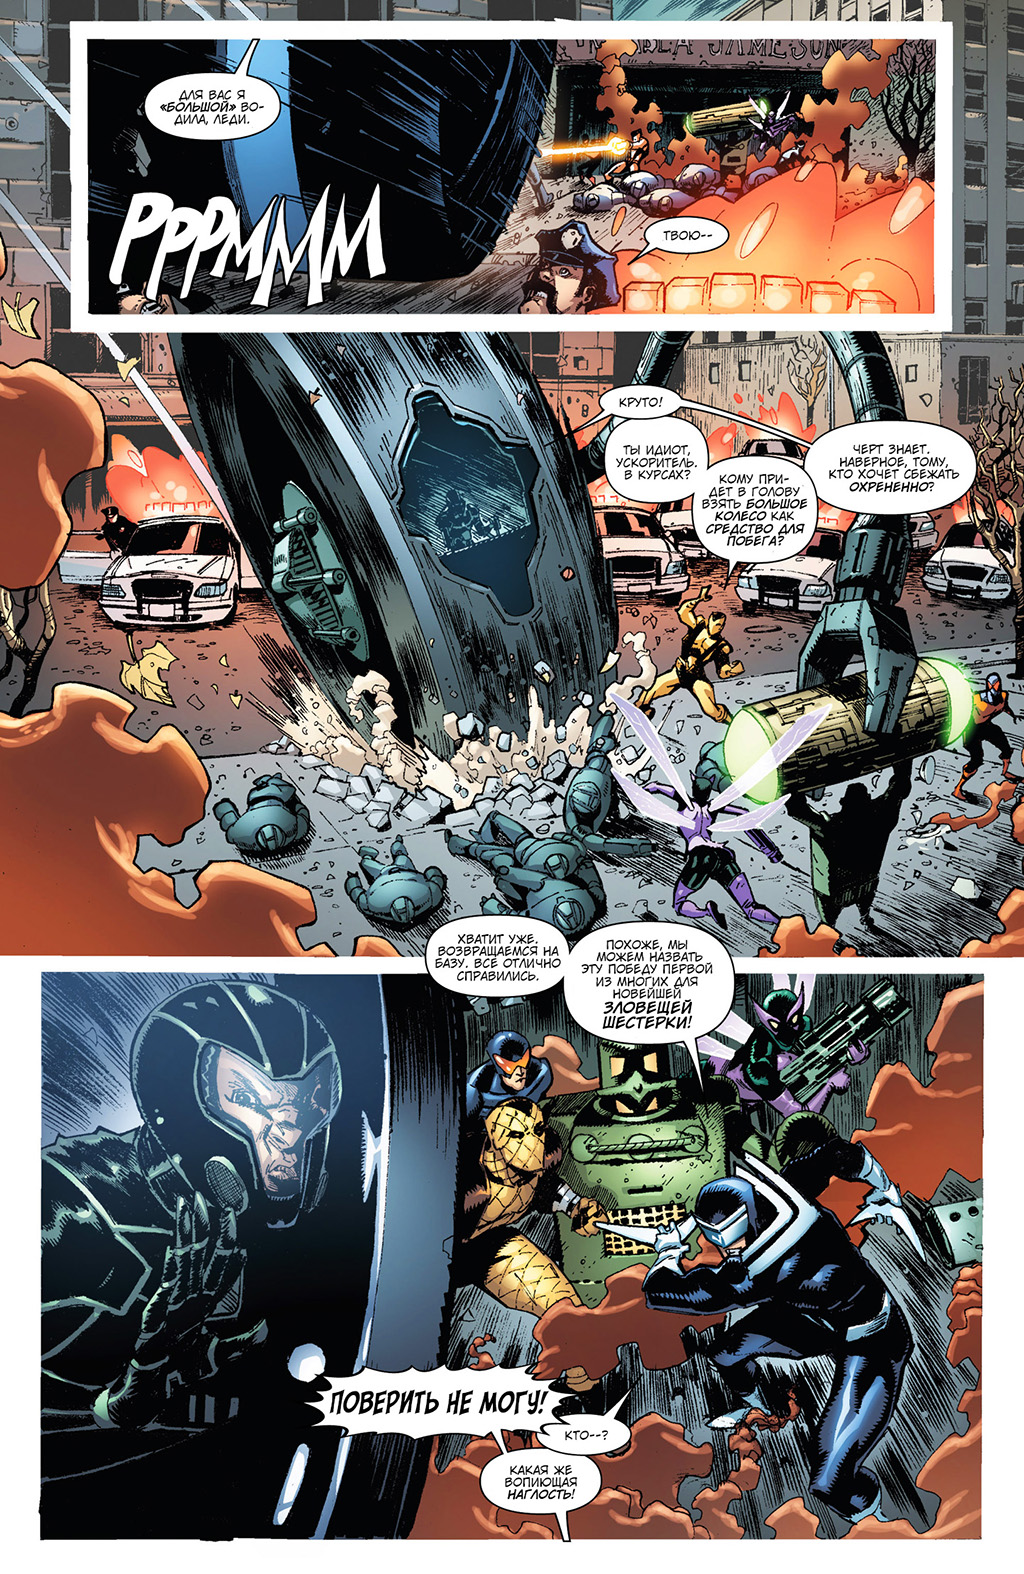 ДЛЯ ВАС Я
«БОЛЬШОЙ» ВО-
ДИЛА, ЛЕДИ.
РРРМММ
ТВОЮ--
КРУТО!
ТЫ ИДИОТ,
УСКОРИТЕЛЬ.
В КУРСАХ?
КОМУ ПРИ-
ДЕТ В ГОЛОВУ
ВЗЯТЬ БОЛЬШОЕ
КОЛЕСО КАК
СРЕДСТВО ДЛЯ
ПОБЕГА?
ЧЕРТ ЗНАЕТ.
НАВЕРНОЕ, ТОМУ,
КТО ХОЧЕТ СБЕЖАТЬ
ОХРЕНЕННО?
ХВАТИТ УЖЕ.
ВОЗВРАЩАЕМСЯ НА
БАЗУ. ВСЕ ОТЛИЧНО
СПРАВИЛИСЬ.
ПОХОЖЕ, МЫ
МОЖЕМ НАЗВАТЬ
ЭТУ ПОБЕДУ ПЕРВОЙ
ИЗ МНОГИХ ДЛЯ
НОВЕЙШЕЙ
ЗЛОВЕЩЕЙ
ШЕСТЕРКИ!
ПОВЕРИТЬ НЕ МОГУ!
КТО--?
КАКАЯ ЖЕ
ВОПИЮЩАЯ
НАГЛОСТЬ!